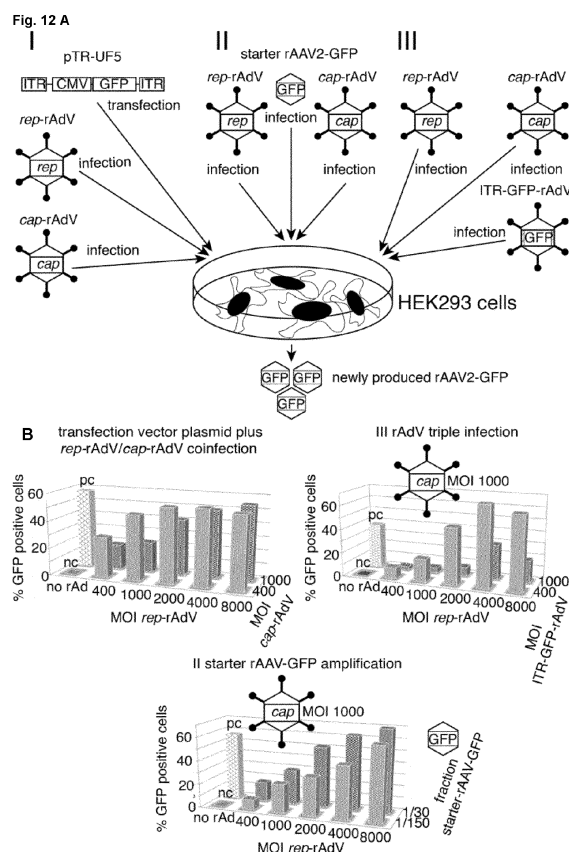 Fig. 12 A
I
II
III
pTR-UF5
ITR CMV GFP ITR
transfection
rep-rAdV
rep
infection
cap-rAdV
cap
infection
starter rAAV2-GFP
rep-rAdV
cap-rAdV
GFP
rep
cap
infection
infection
infection
rep-rAdV
cap-rAdV
rep
cap
infection
infection
ITR-GFP-rAdV
infection
GFP
HEK293 cells
GFP GFP
GFP
newly produced rAAV2-GFP
B
transfection vector plasmid plus
rep-rAdV/cap-rAdV coinfection
% GFP positive cells
60
40
20
0
pc
nc
no rAd 400 1000 2000 4000 8000
MOI rep-rAdV
1000
400
MOI
cap-rAdV
III rAdV triple infection
cap MOI 1000
% GFP positive cells
60
40
20
0
pc
nc
no rAd 400 1000 2000 4000 8000
MOI rep-rAdV
1000
400
MOI
ITR-GFP-rAdV
II starter rAAV-GFP amplification
cap MOI 1000
% GFP positive cells
60
40
20
0
pc
nc
no rAd 400 1000 2000 4000 8000
MOI rep-rAdV
1/30
1/150
GFP
fraction
starter-rAAV-GFP